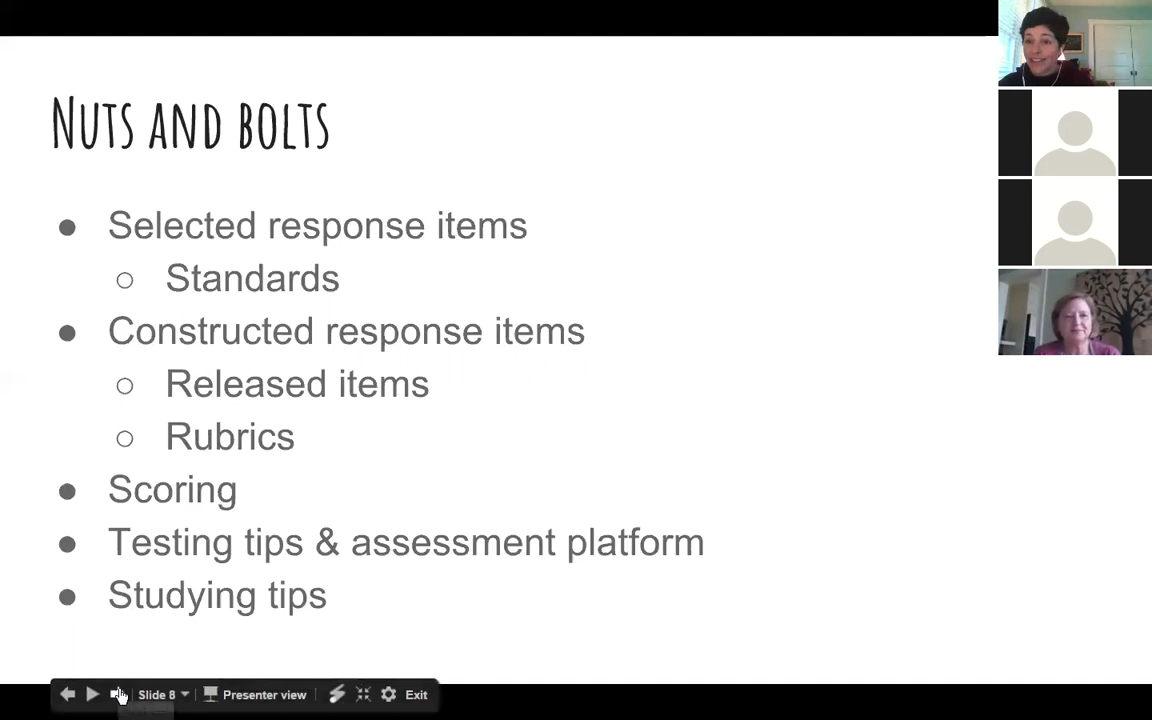 Nuts and bolts
● Selected response items
○ Standards
● Constructed response items
○ Released items
○ Rubrics
● Scoring
● Testing tips & assessment platform
● Studying tips
Slide 8 Presenter view Exit